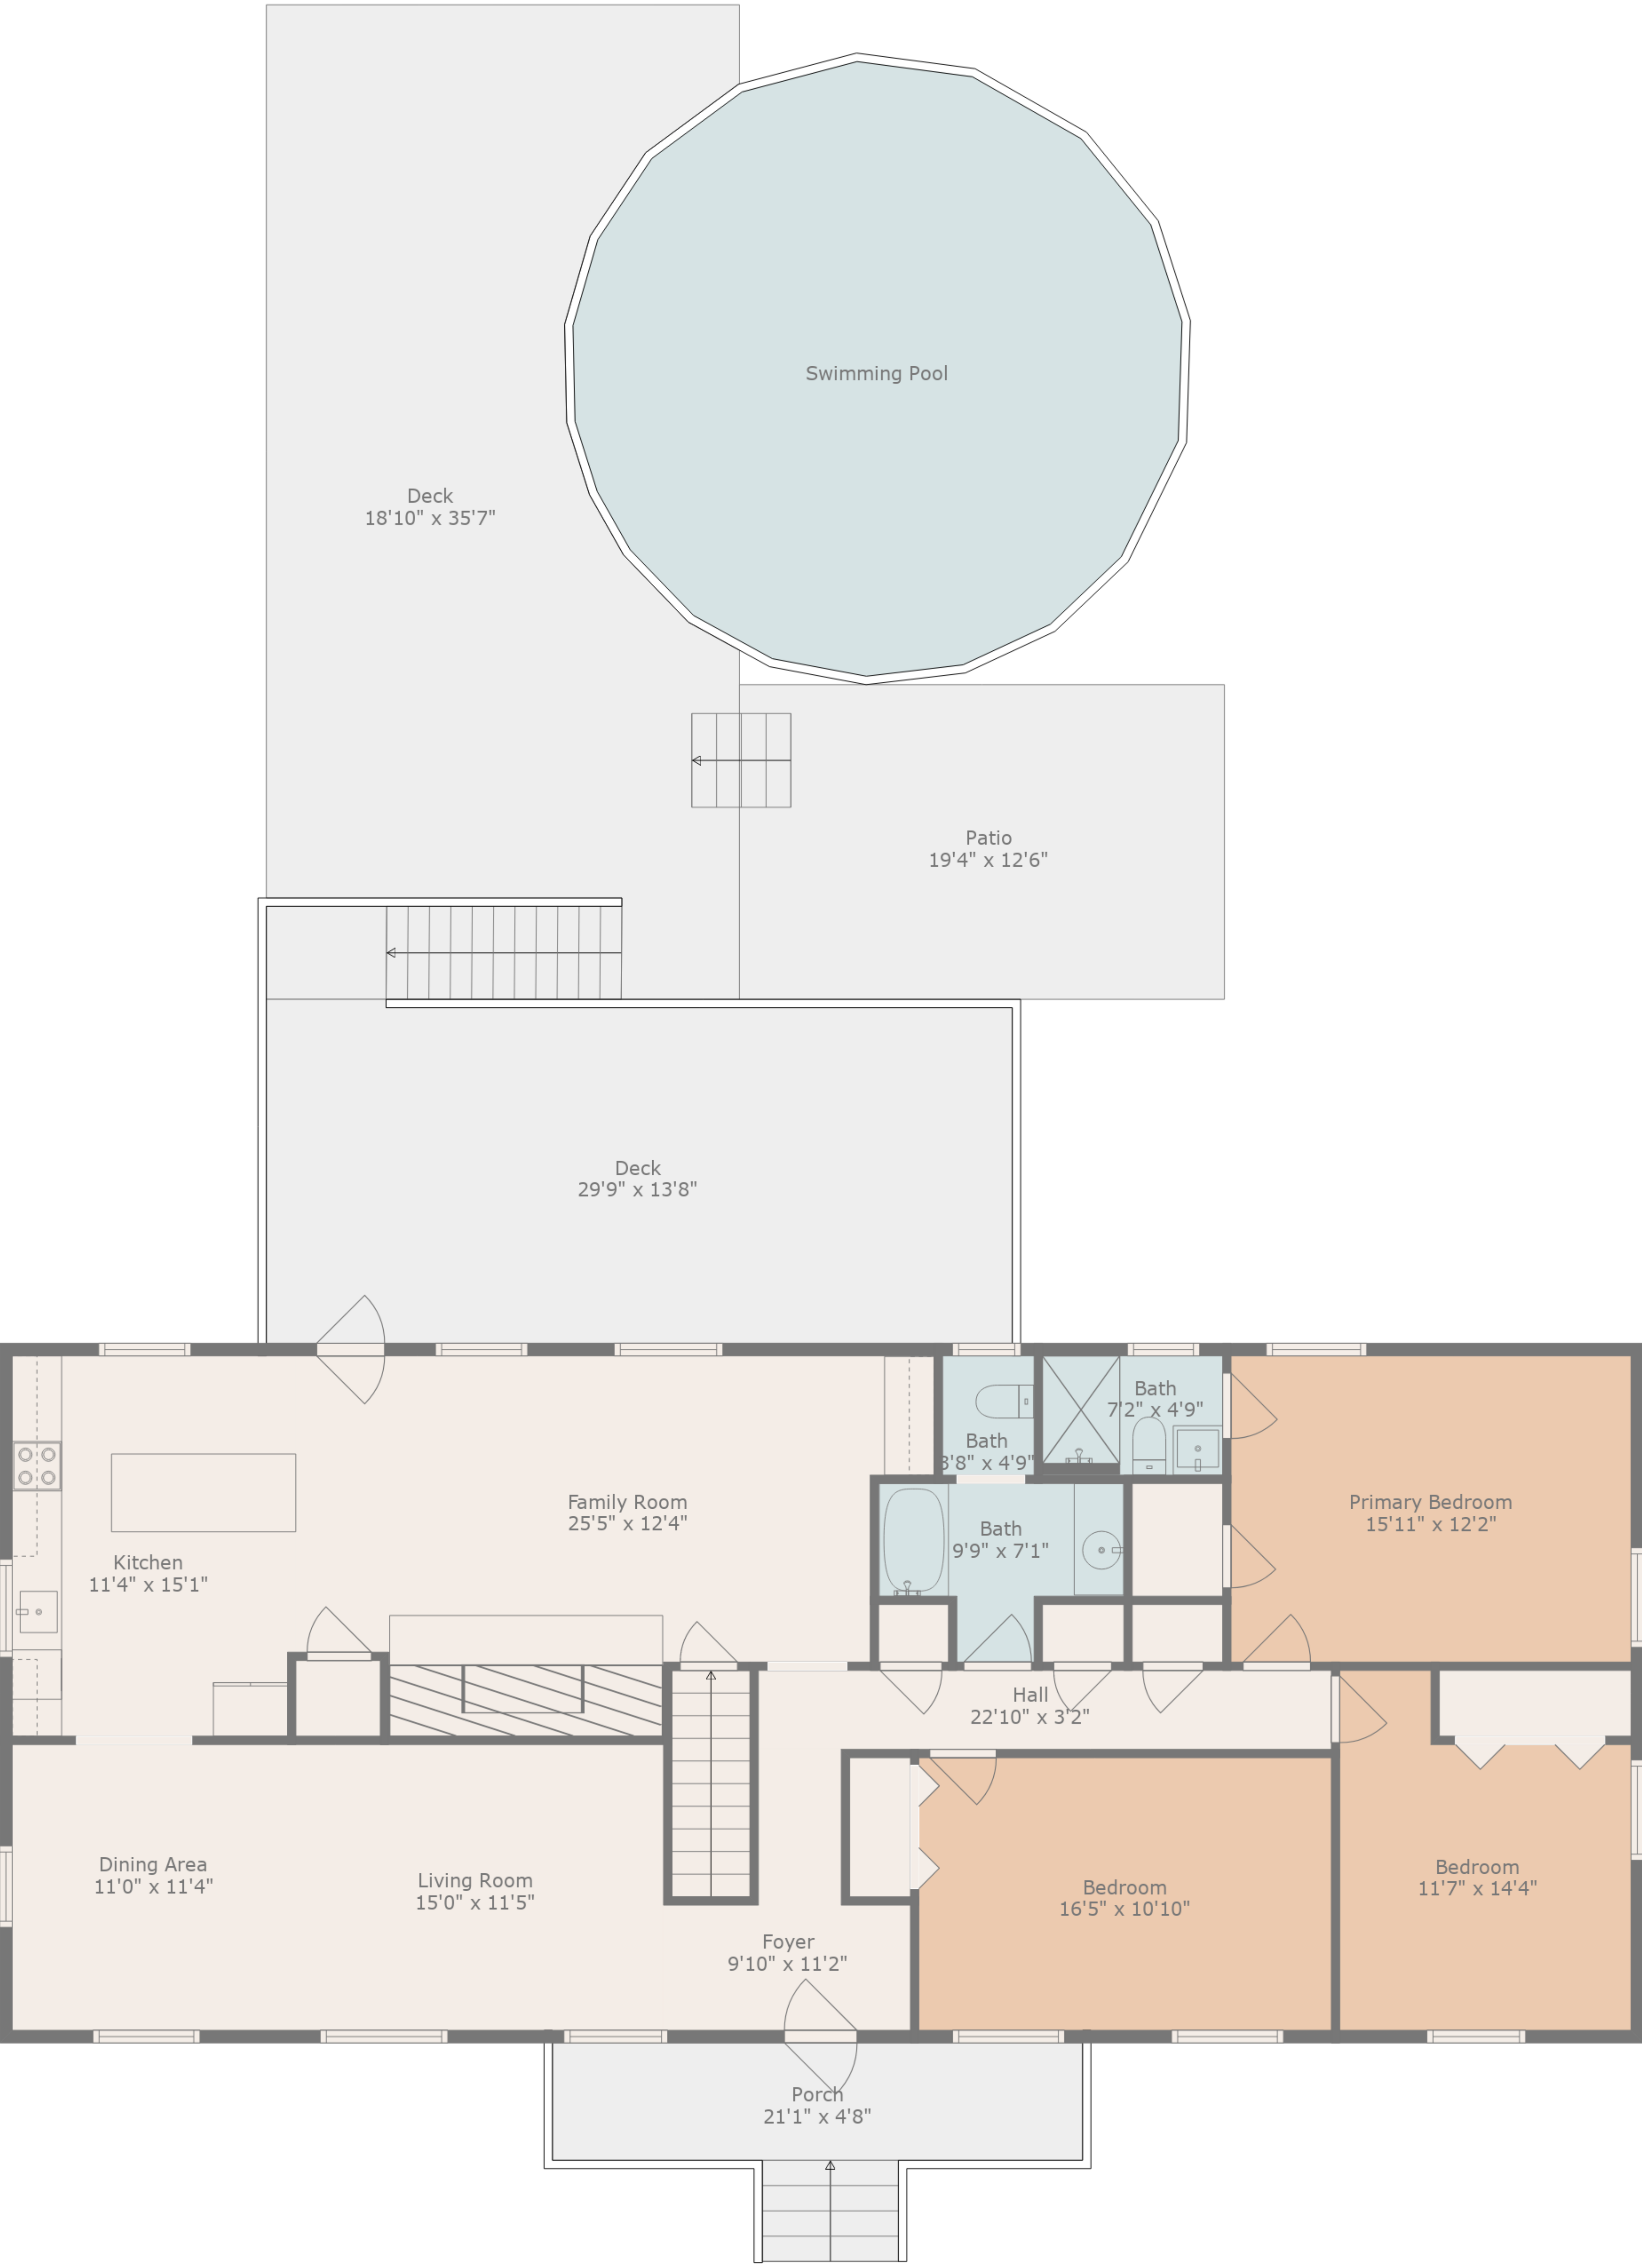 Swimming Pool
Deck
18'10" x 35'7"
Patio
19'4" x 12'6"
Deck
29'9" x 13'8"
Bath
7'2" x 4'9"
Bath
3'8" x 4'9"
Family Room
25'5" x 12'4"
Primary Bedroom
15'11" x 12'2"
Bath
9'9" x 7'1"
Kitchen
11'4" x 15'1"
Hall
22'10" x 3'2"
Dining Area
11'0" x 11'4"
Living Room
15'0" x 11'5"
Bedroom
16'5" x 10'10"
Bedroom
11'7" x 14'4"
Foyer
9'10" x 11'2"
Porch
21'1" x 4'8"